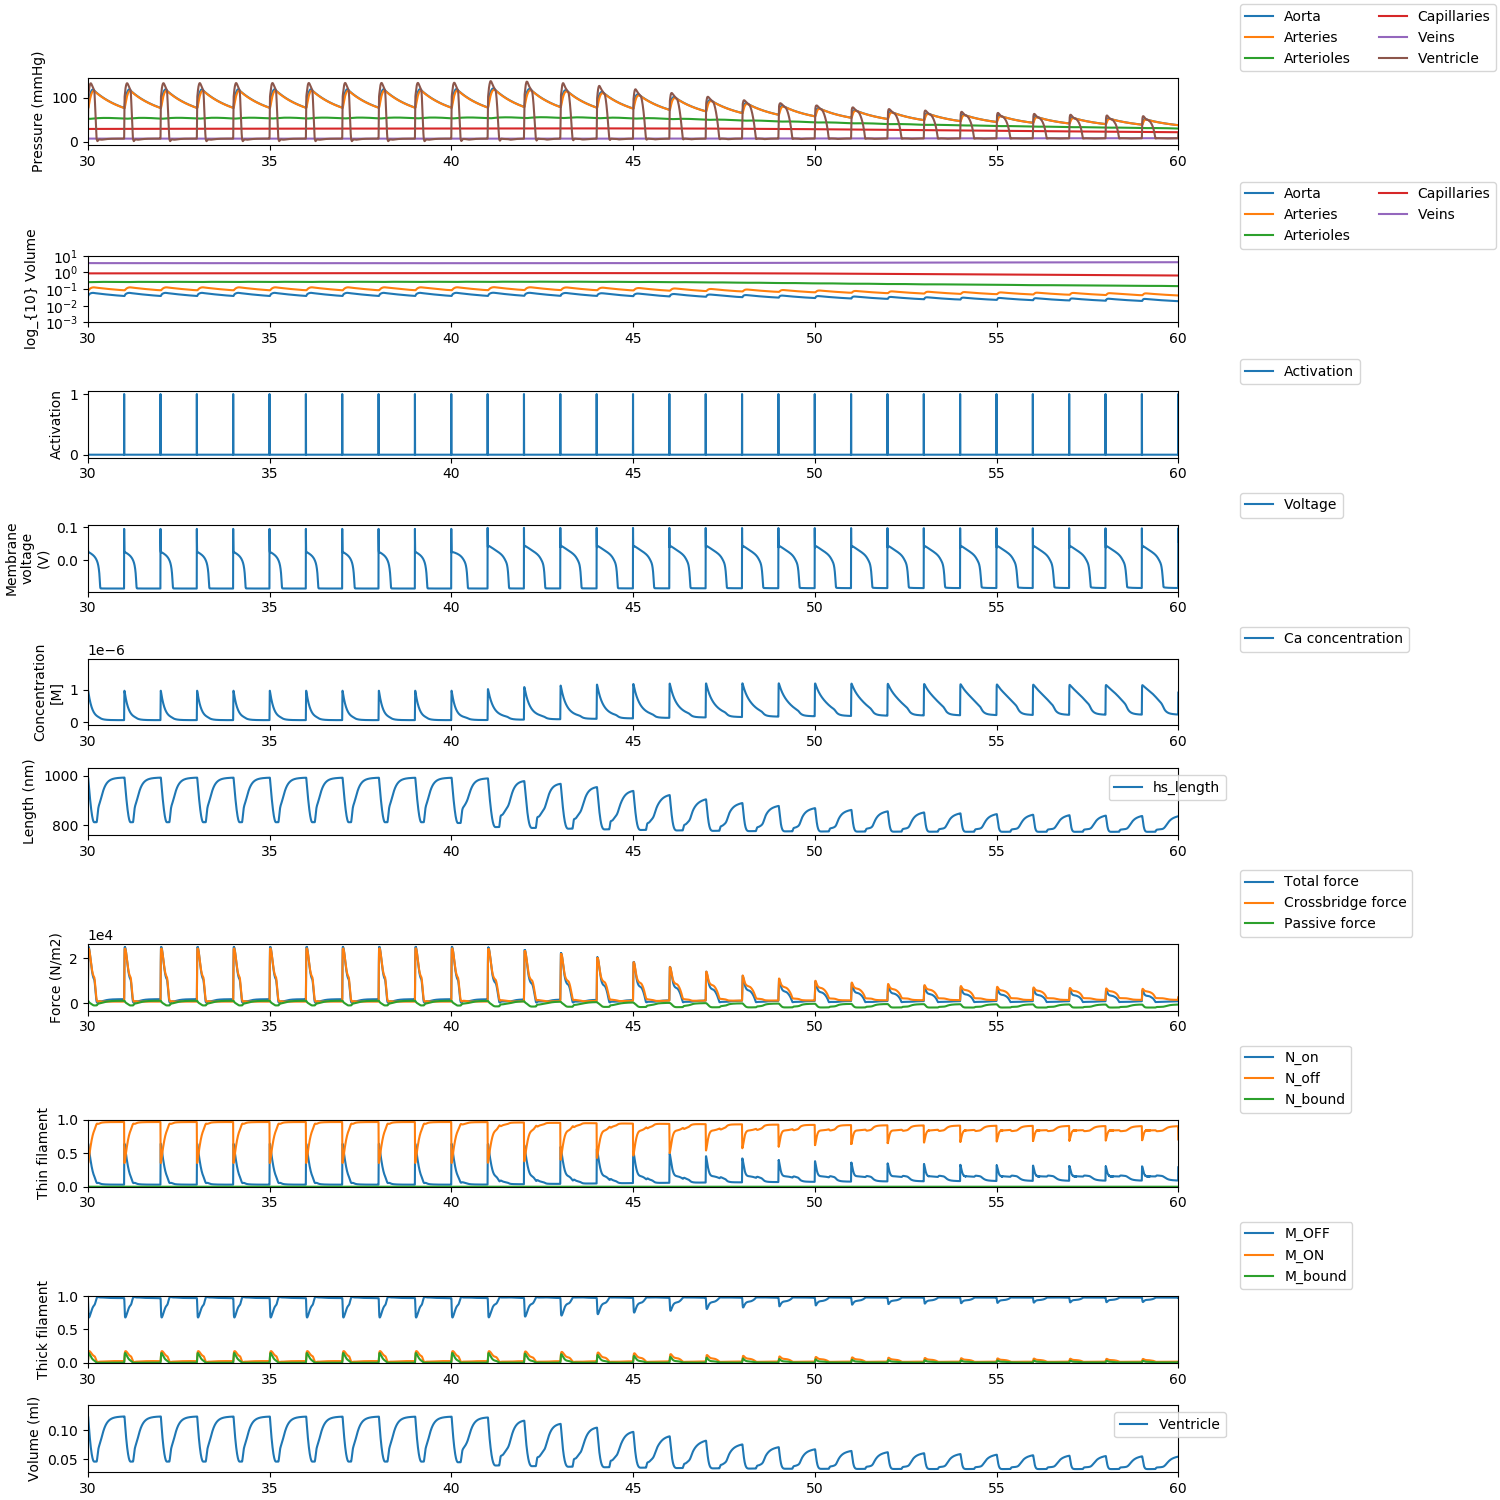 Aorta Capillaries
Arteries Veins
Arterioles Ventricle
Pressure (mmHg)
100
0
30 35 40 45 50 55 60
Aorta Capillaries
Arteries Veins
Arterioles
log_{10} Volume
10^1
10^0
10^−1
10^−2
10^−3
30 35 40 45 50 55 60
Activation
Activation
1
0
30 35 40 45 50 55 60
Voltage
Membrane
voltage
(V)
0.1
0.0
30 35 40 45 50 55 60
Ca concentration
1e−6
Concentration
[M]
1
0
30 35 40 45 50 55 60
Length (nm)
1000
800
hs_length
30 35 40 45 50 55 60
Total force
Crossbridge force
Passive force
1e4
Force (N/m2)
2
0
30 35 40 45 50 55 60
N_on
N_off
N_bound
Thin filament
1.0
0.5
0.0
30 35 40 45 50 55 60
M_OFF
M_ON
M_bound
Thick filament
1.0
0.5
0.0
30 35 40 45 50 55 60
Volume (ml)
0.10
0.05
Ventricle
30 35 40 45 50 55 60